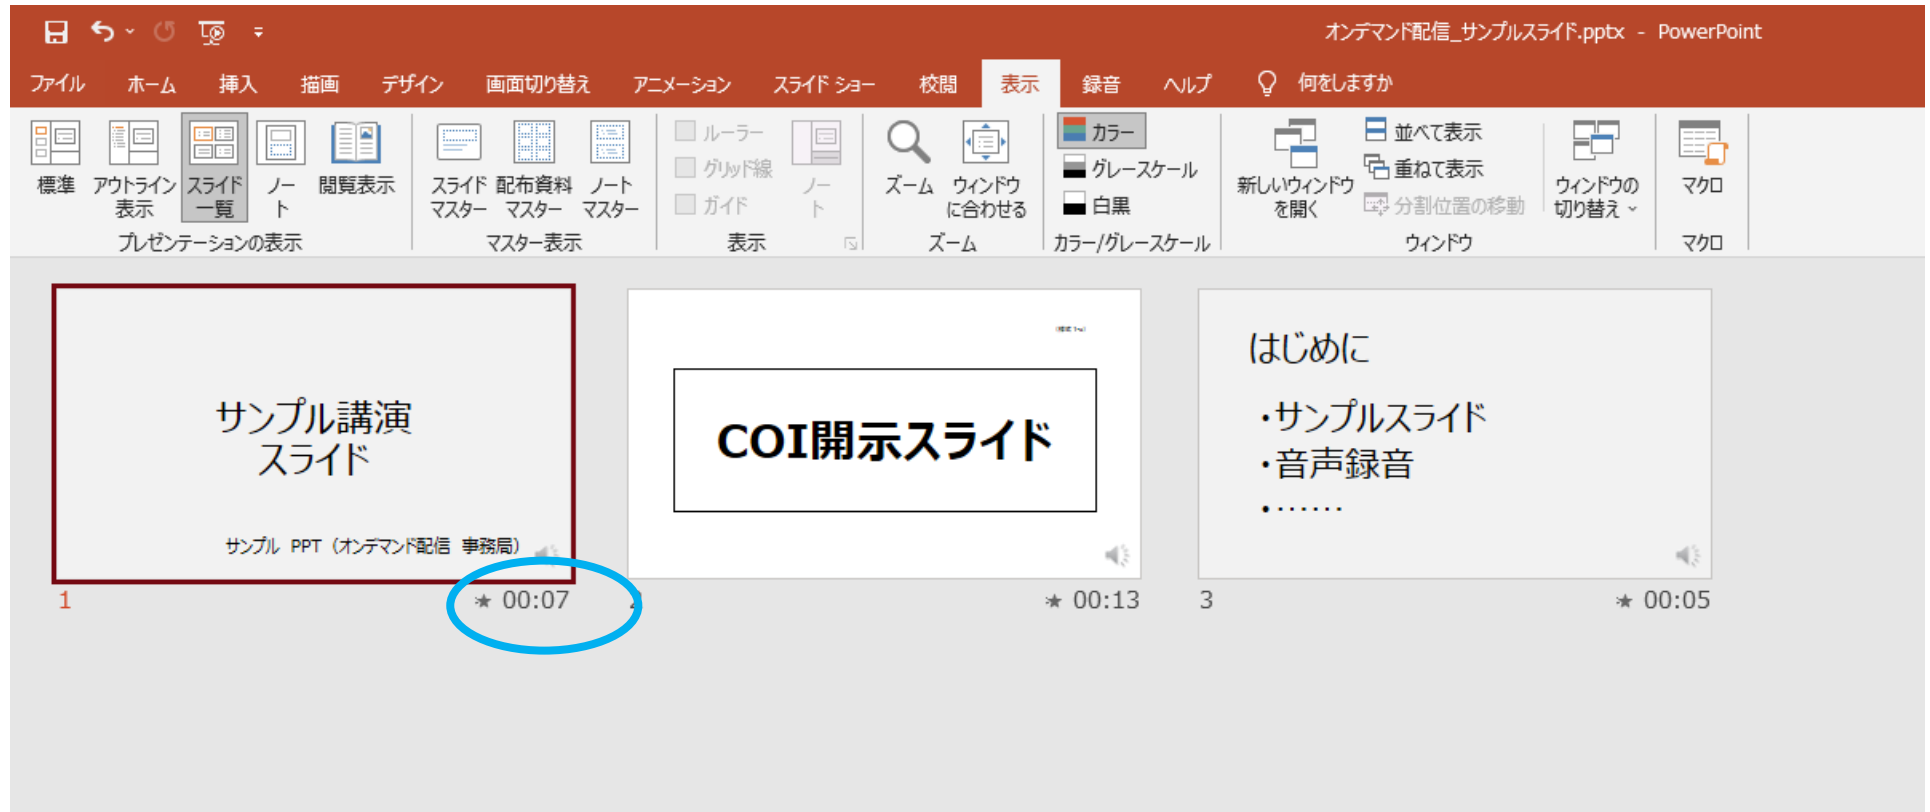 オンデマンド配信_サンプルスライド.pptx - PowerPoint
ファイル ホーム 挿入 描画 デザイン 画面切り替え アニメーション スライド ショー 校閲 表示 録音 ヘルプ 何をしますか
標準
アウトライン
表示
スライド
一覧
ノー
ト
閲覧表示
プレゼンテーションの表示
スライド
マスター
配布資料
マスター
ノート
マスター
マスター表示
ルーラー
グリッド線
ガイド
ノー
ト
表示
ズーム
ウィンドウ
に合わせる
ズーム
カラー
グレースケール
白黒
カラー/グレースケール
新しいウィンドウ
を開く
並べて表示
重ねて表示
分割位置の移動
ウィンドウの
切り替え
ウィンドウ
マクロ
マクロ
サンプル講演
スライド
サンプル PPT（オンデマンド配信 事務局）
1
00:07
COI開示スライド
2
00:13
はじめに
・サンプルスライド
・音声録音
・……
3
00:05